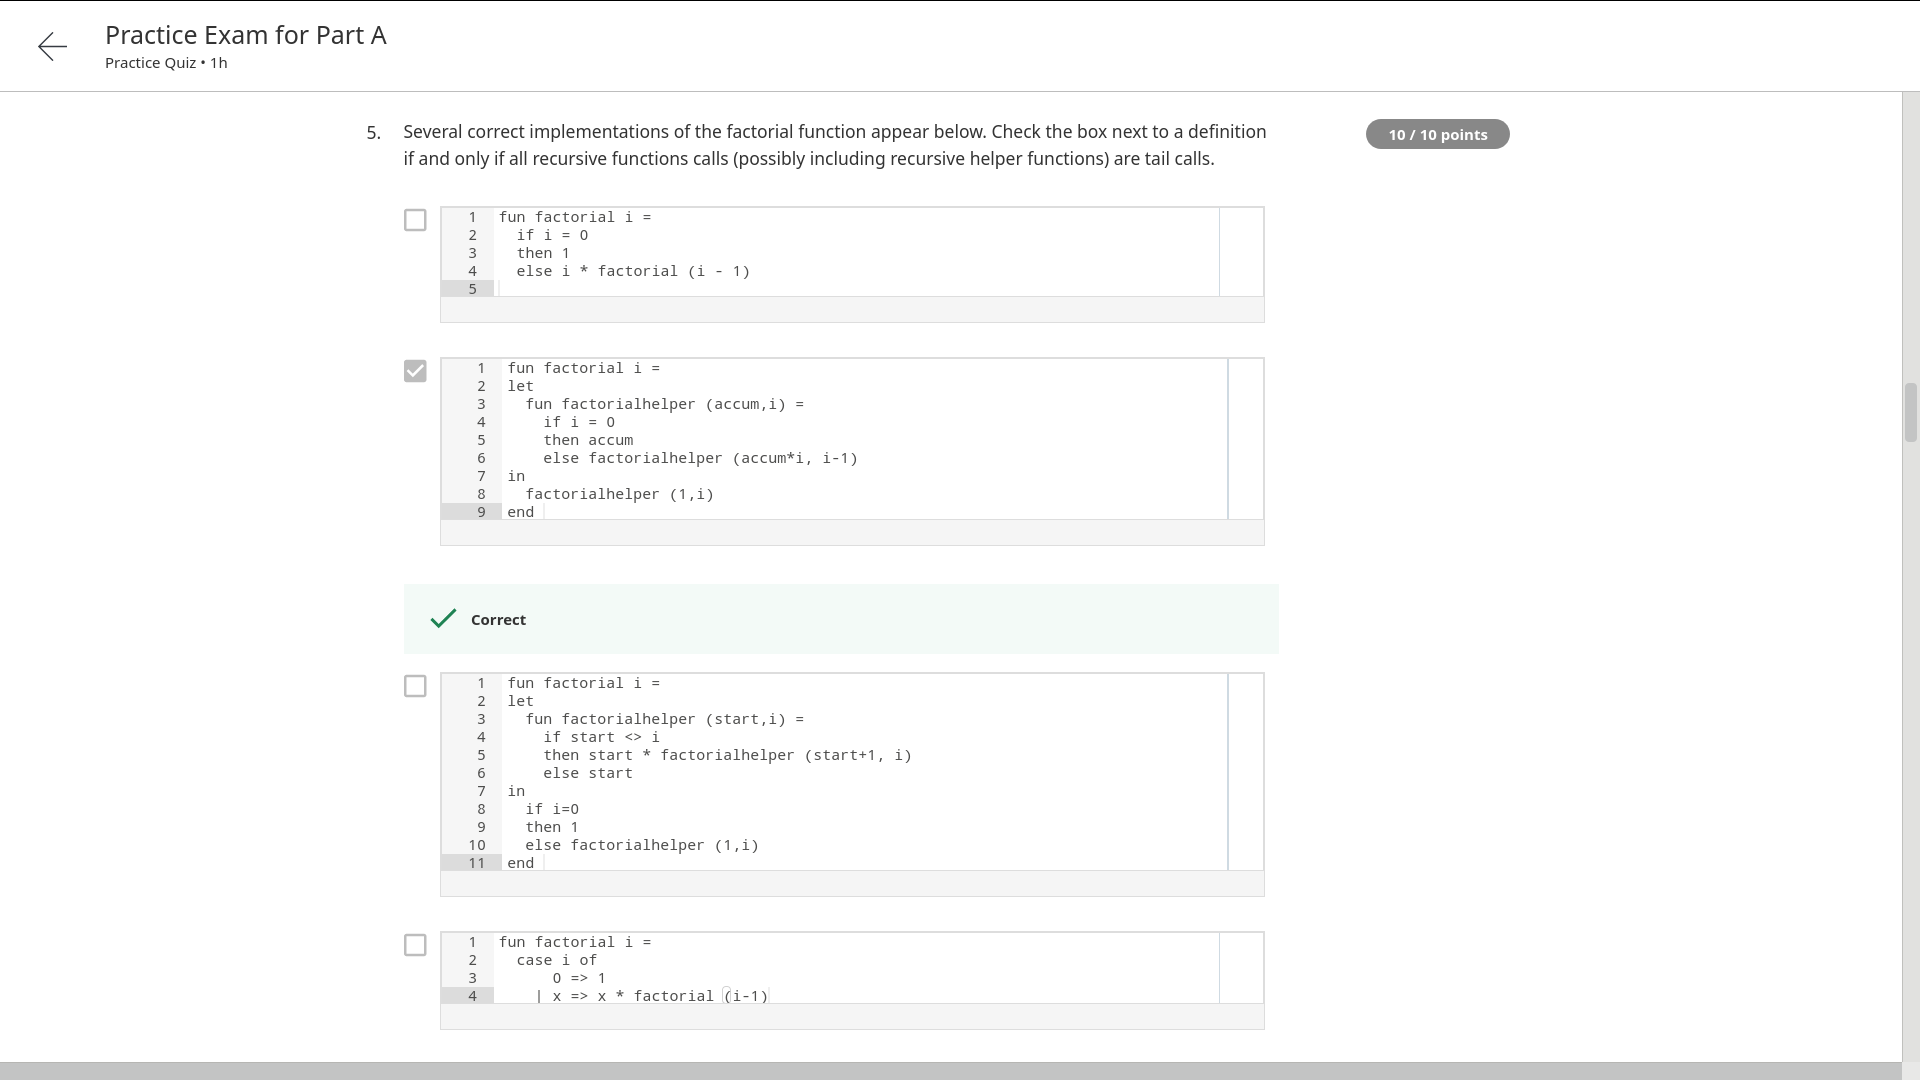 Practice Exam for Part A
Practice Quiz • 1h
5. Several correct implementations of the factorial function appear below. Check the box next to a definition
if and only if all recursive functions calls (possibly including recursive helper functions) are tail calls.
10 / 10 points
1 fun factorial i =
2   if i = 0
3   then 1
4   else i * factorial (i - 1)
5
1 fun factorial i =
2 let
3   fun factorialhelper (accum,i) =
4     if i = 0
5     then accum
6     else factorialhelper (accum*i, i-1)
7 in
8   factorialhelper (1,i)
9 end
Correct
1 fun factorial i =
2 let
3   fun factorialhelper (start,i) =
4     if start <> i
5     then start * factorialhelper (start+1, i)
6     else start
7 in
8   if i=0
9   then 1
10   else factorialhelper (1,i)
11 end
1 fun factorial i =
2   case i of
3       0 => 1
4     | x => x * factorial (i-1)